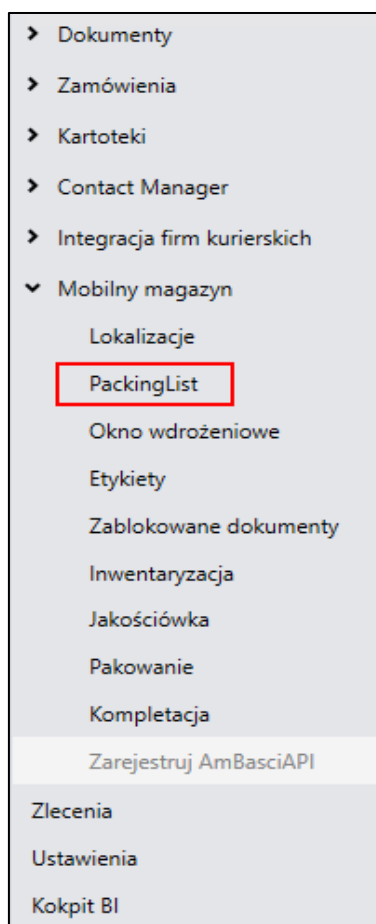 Dokumenty
Zamówienia
Kartoteki
Contact Manager
Integracja firm kurierskich
Mobilny magazyn
Lokalizacje
PackingList
Okno wdrożeniowe
Etykiety
Zablokowane dokumenty
Inwentaryzacja
Jakościówka
Pakowanie
Kompletacja
Zarejestruj AmBasciAPI
Zlecenia
Ustawienia
Kokpit BI